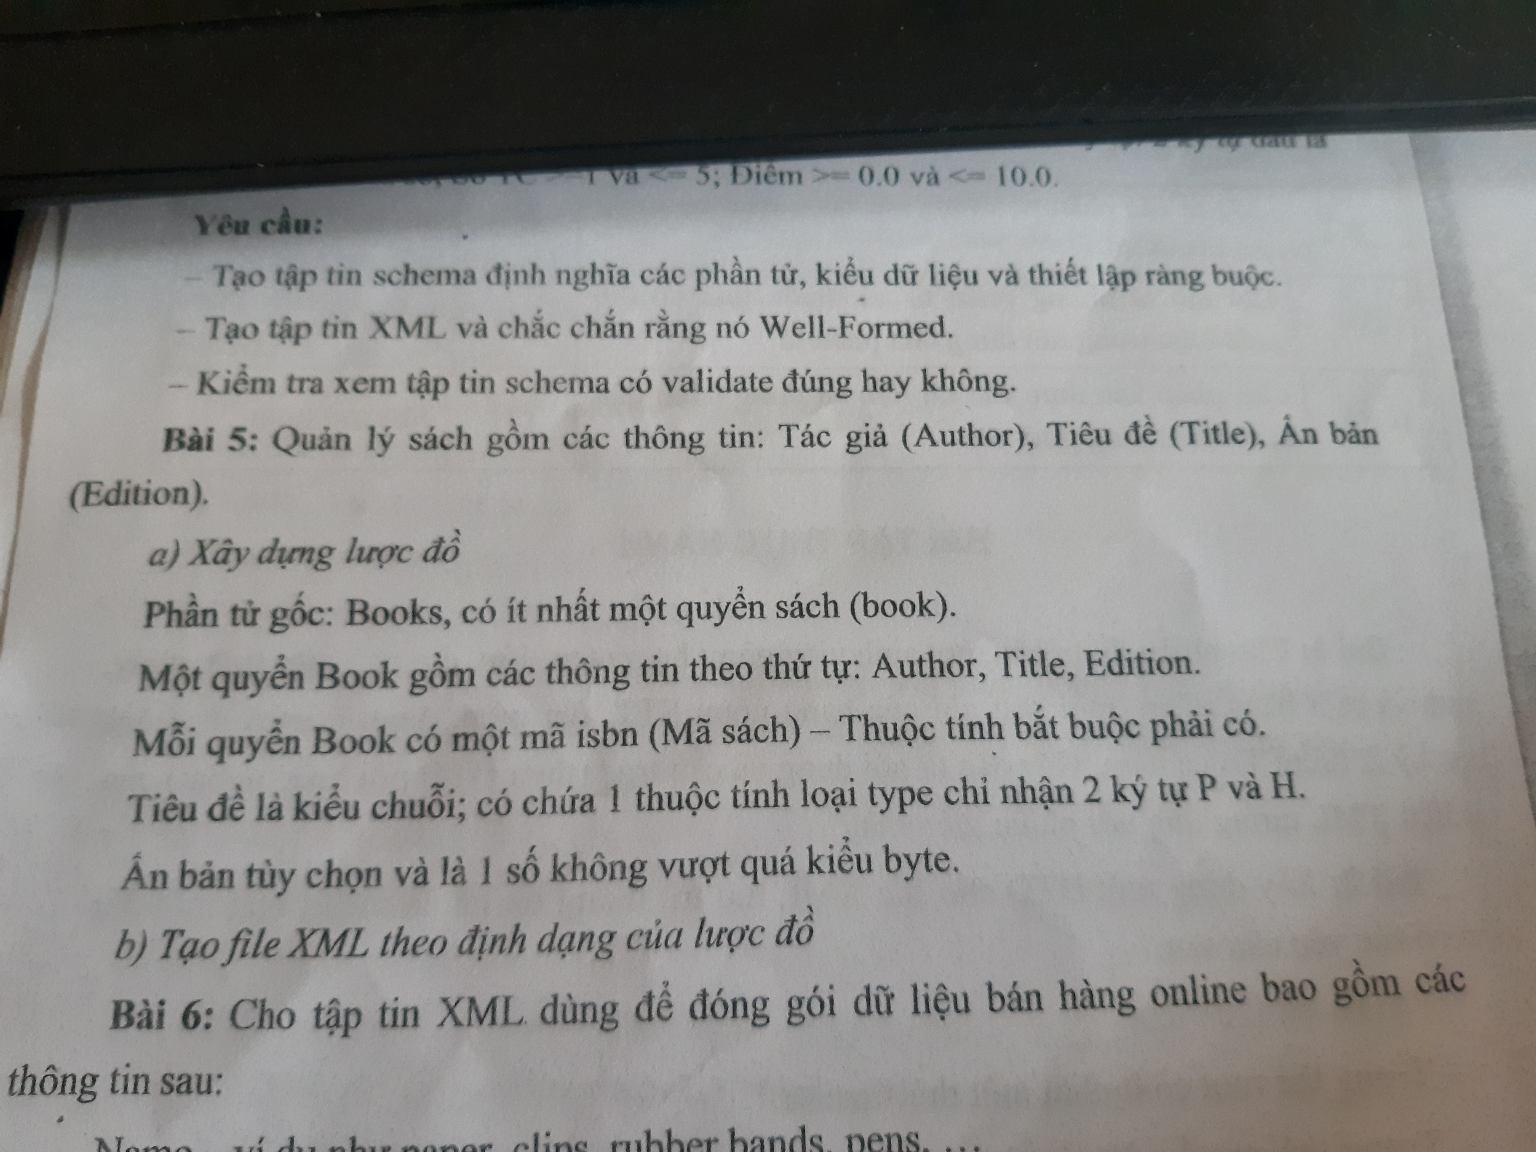 và <= 5; Điểm >= 0.0 và <= 10.0.
Yêu cầu:
– Tạo tập tin schema định nghĩa các phần tử, kiểu dữ liệu và thiết lập ràng buộc.
– Tạo tập tin XML và chắc chắn rằng nó Well-Formed.
– Kiểm tra xem tập tin schema có validate đúng hay không.
Bài 5: Quản lý sách gồm các thông tin: Tác giả (Author), Tiêu đề (Title), Ấn bản
(Edition).
a) Xây dựng lược đồ
Phần tử gốc: Books, có ít nhất một quyển sách (book).
Một quyển Book gồm các thông tin theo thứ tự: Author, Title, Edition.
Mỗi quyển Book có một mã isbn (Mã sách) – Thuộc tính bắt buộc phải có.
Tiêu đề là kiểu chuỗi; có chứa 1 thuộc tính loại type chỉ nhận 2 ký tự P và H.
Ấn bản tùy chọn và là 1 số không vượt quá kiểu byte.
b) Tạo file XML theo định dạng của lược đồ
Bài 6: Cho tập tin XML dùng để đóng gói dữ liệu bán hàng online bao gồm các
thông tin sau:
Name ví dụ như paper, clips, rubber bands, pens, …